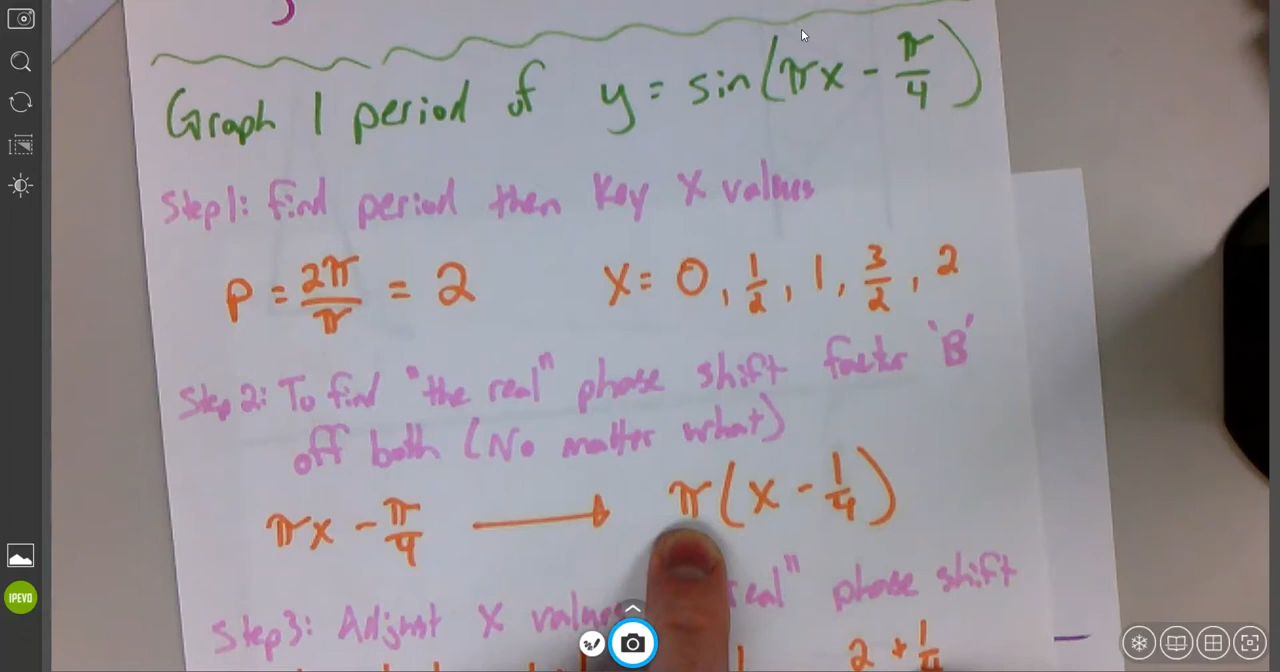 Graph 1 period of y = sin(πx - π/4)
Step 1: Find period then Key X values
P = 2π/π = 2 X = 0, 1/2, 1, 3/2, 2
Step 2: To find "the real" phase shift factor 'B'
off both (No matter what)
πx - π/4 → π(x - 1/4)
Step 3: Adjust X real" phase shift
2 + 1/4
IPEVO